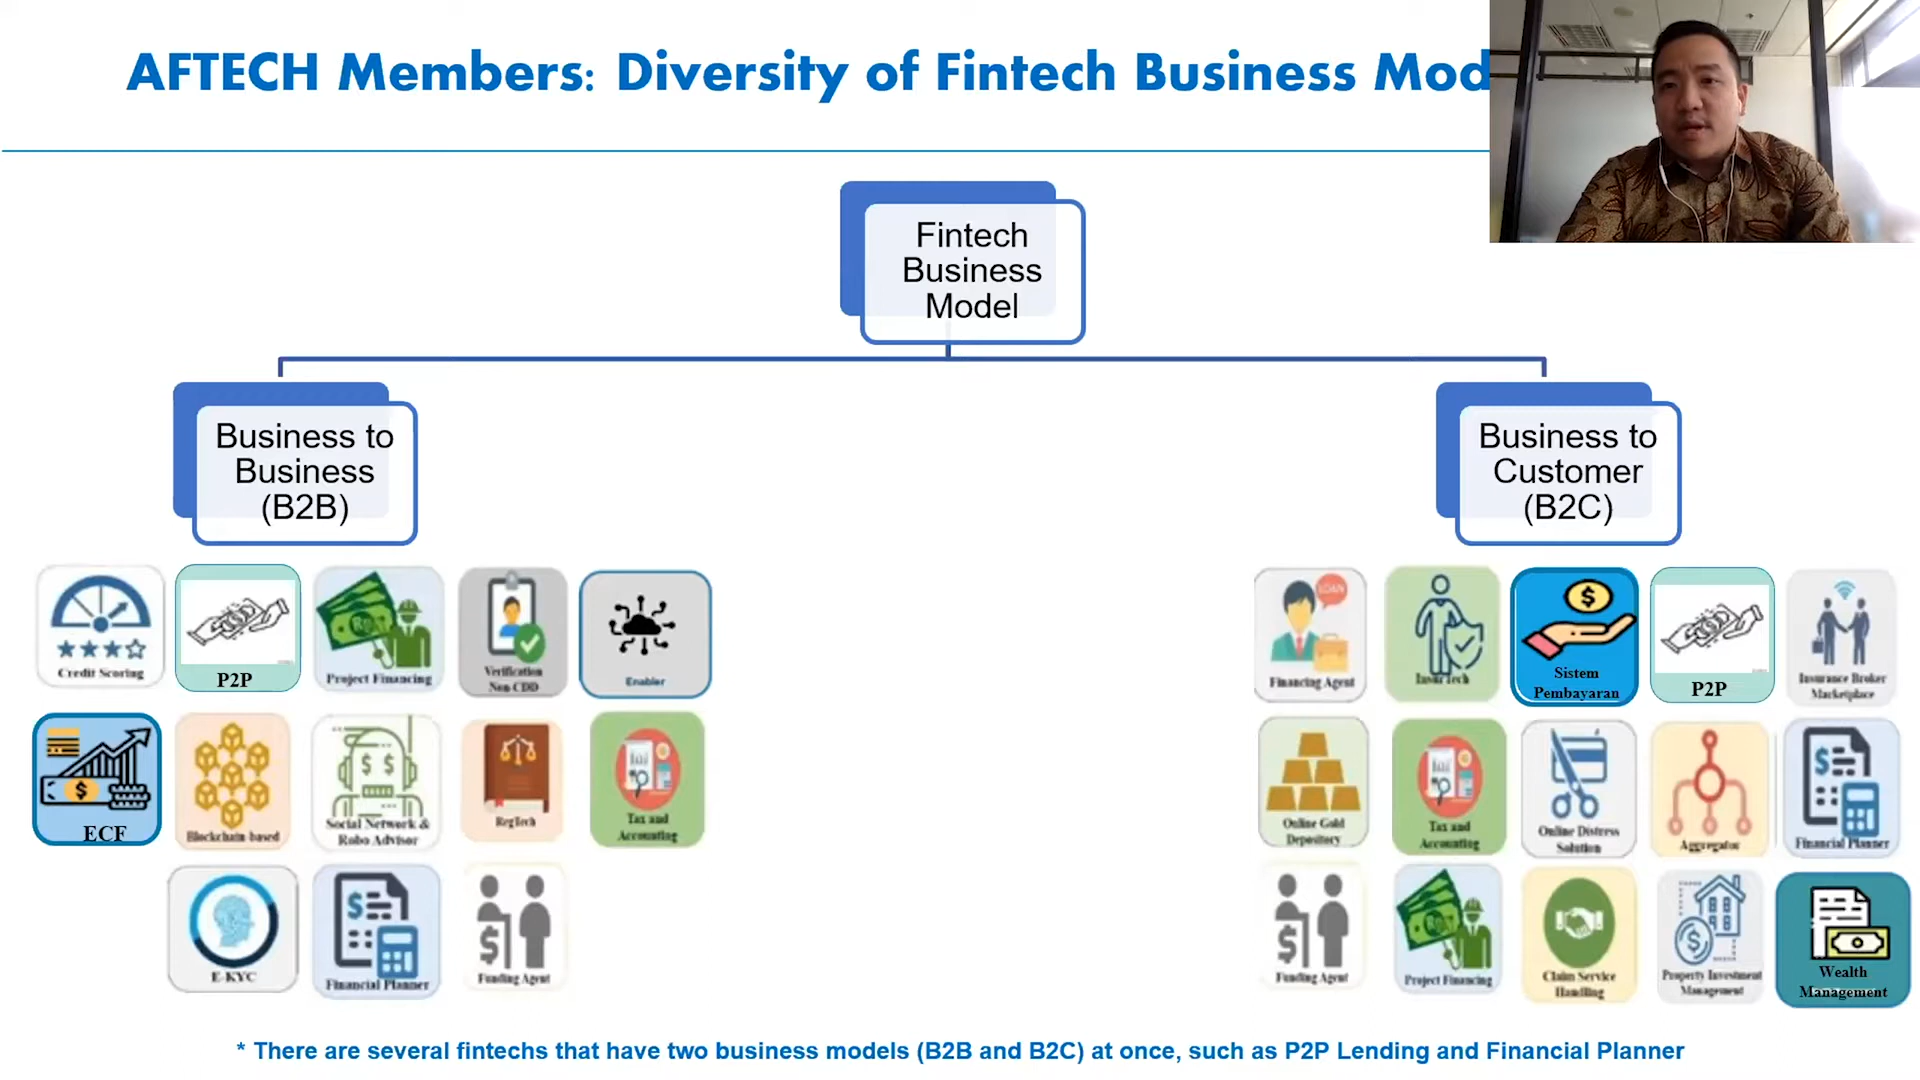 AFTECH Members: Diversity of Fintech Business Mod
Fintech
Business
Model
Business to
Business
(B2B)
Business to
Customer
(B2C)
Credit Scoring
P2P
Project Financing
Verification
Non CDD
Enabler
ECF
Blockchain based
Social Network &
Robo Advisor
RegTech
Tax and
Accounting
E-KYC
Financial Planner
Funding Agent
LOAN
Financing Agent
InsurTech
Sistem
Pembayaran
P2P
Insurance Broker
Marketplace
Online Gold
Depository
Tax and
Accounting
Online Distress
Solution
Aggregator
Financial Planner
Funding Agent
Project Financing
Claim Service
Handling
Property Investment
Management
Wealth
Management
* There are several fintechs that have two business models (B2B and B2C) at once, such as P2P Lending and Financial Planner